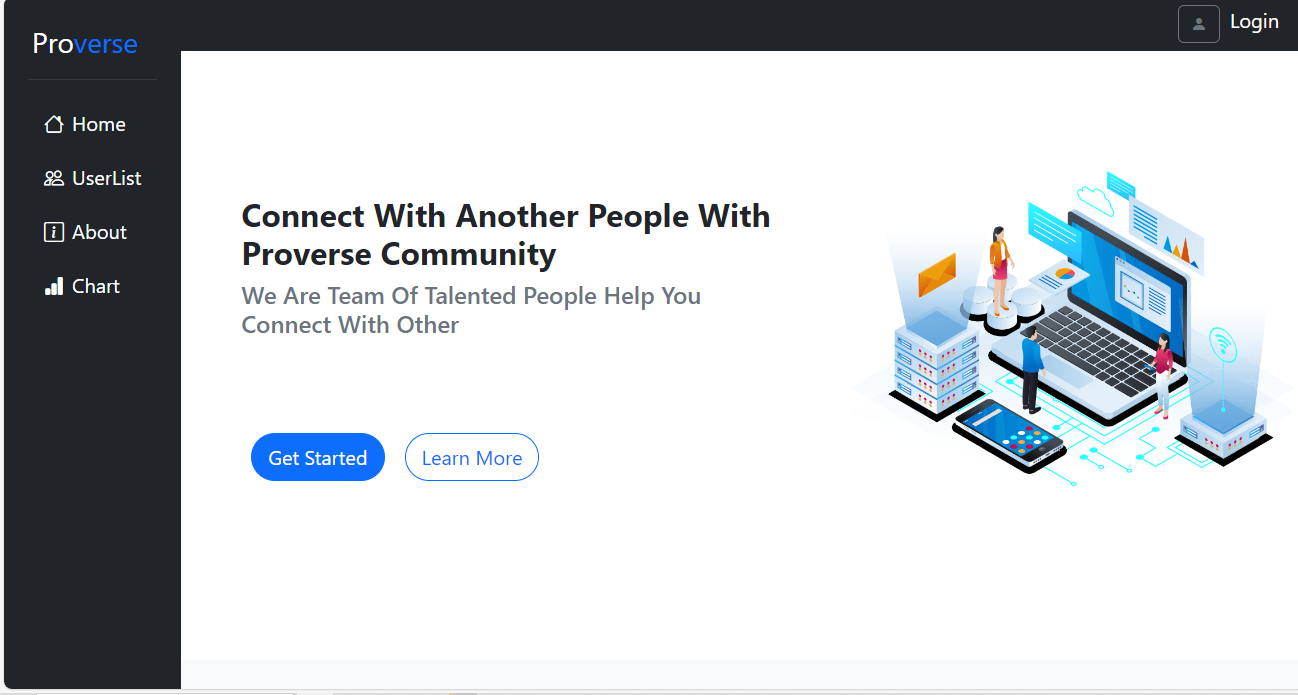 Proverse
Login
Home
UserList
About
Chart
Connect With Another People With
Proverse Community
We Are Team Of Talented People Help You
Connect With Other
Get Started
Learn More